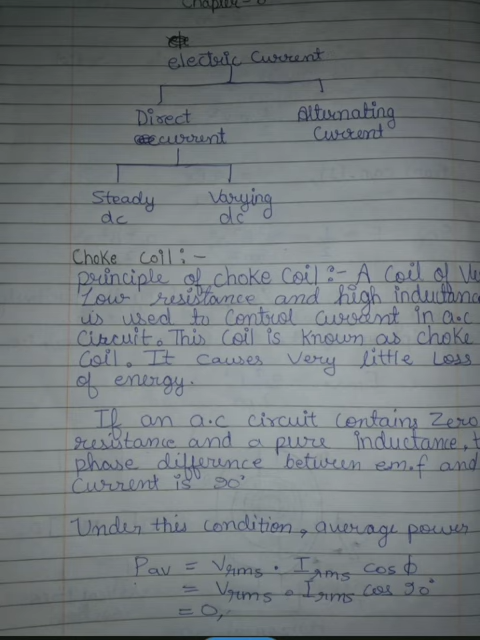 Chapter-
electric Current
Direct
current
Alternating
Current
Steady
dc
Varying
dc
Choke Coil:-
principle of choke Coil:- A Coil of
Low resistance and high inductanc
is used to Control Current in a.c
Circuit. This Coil is known as choke
Coil. It causes very little Loss
of energy.
If an a.c circuit Contains Zero
resistance and a pure inductance,
phase difference between em.f and
Current is 90°
Under this condition, average power
Pav = Vrms . Irms cos ϕ
= Vrms . Irms cos 90°
= 0,